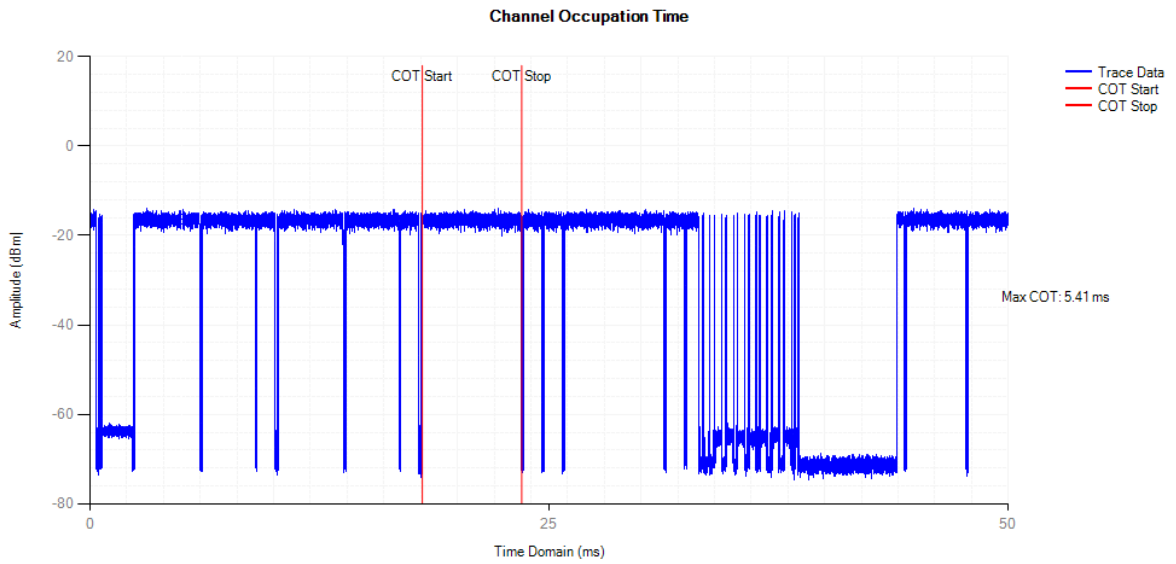 Channel Occupation Time
20
0
-20
-40
-60
-80
Amplitude [dBm]
COT Start
COT Stop
Trace Data
COT Start
COT Stop
Max COT: 5.41 ms
0
25
50
Time Domain (ms)